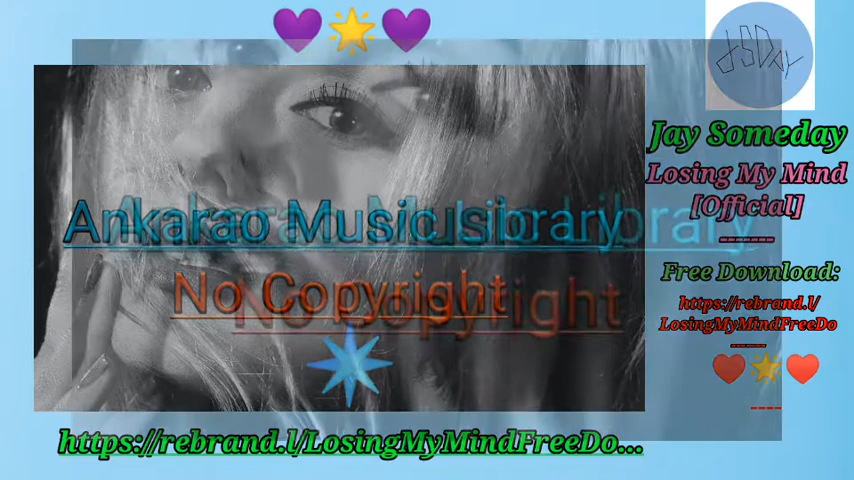 JSDay
Ankarao Music Library
No Copyright
Jay Someday
Losing My Mind
[Official]
Free Download:
https://rebrand.l/
LosingMyMindFreeDo
https://rebrand.l/LosingMyMindFreeDo...